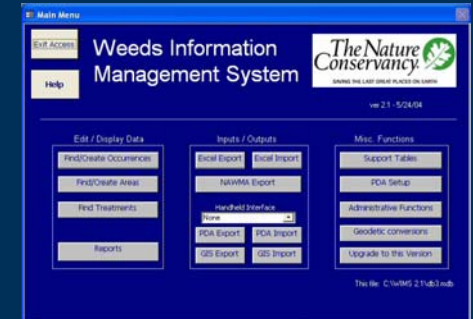 Main Menu
Exit Access
Help
Weeds Information
Management System
The Nature
Conservancy
SAVING THE LAST GREAT PLACES ON EARTH
ver 2.1 - 5/24/04
Edit / Display Data
Find/Create Occurrences
Find/Create Areas
Find Treatments
Reports
Inputs / Outputs
Excel Export Excel Import
NAWMA Export
Handheld Interface
None
PDA Export PDA Import
GIS Export GIS Import
Misc. Functions
Support Tables
PDA Setup
Administrative Functions
Geodetic conversions
Upgrade to this Version
This file: C:\WIMS 2.1\db3.mdb